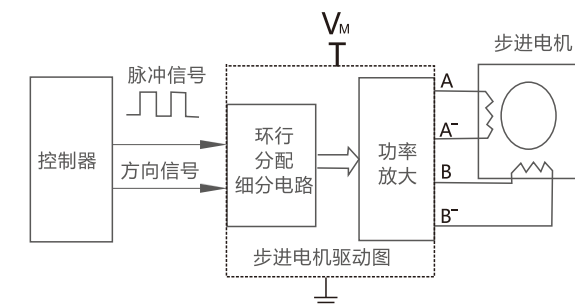 VM
步进电机
脉冲信号
控制器
方向信号
环行
分配
细分电路
功率
放大
A
A-
B
B-
步进电机驱动图